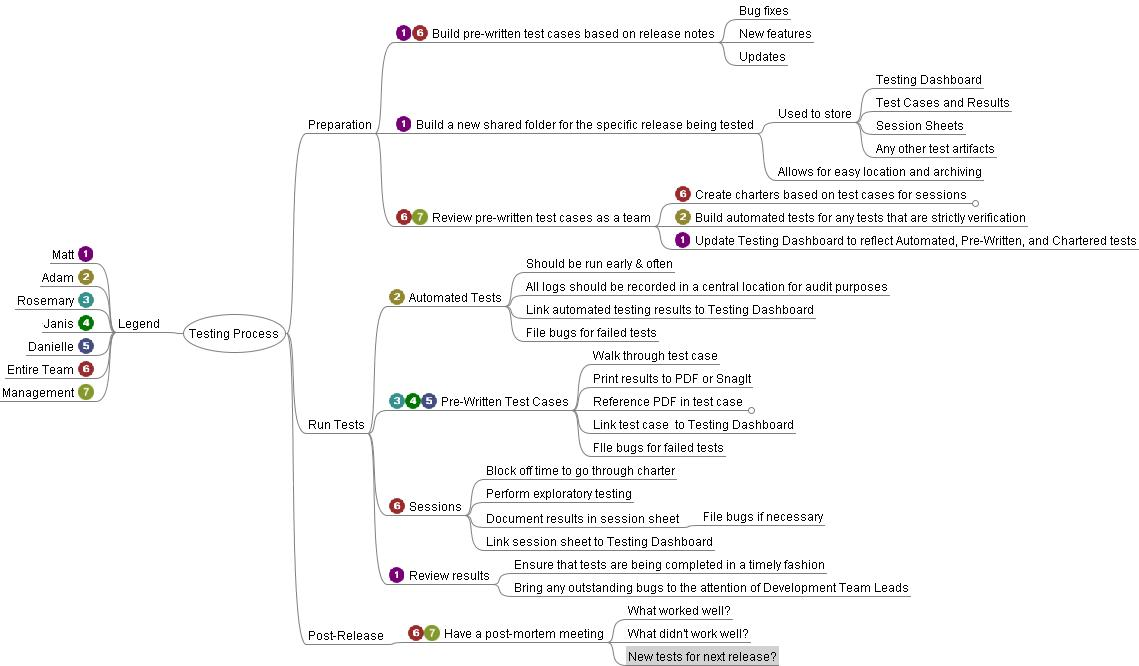 Testing Process
Legend
Matt 1
Adam 2
Rosemary 3
Janis 4
Danielle 5
Entire Team 6
Management 7
Preparation
1 6 Build pre-written test cases based on release notes
Bug fixes
New features
Updates
1 Build a new shared folder for the specific release being tested
Used to store
Testing Dashboard
Test Cases and Results
Session Sheets
Any other test artifacts
Allows for easy location and archiving
6 7 Review pre-written test cases as a team
6 Create charters based on test cases for sessions
2 Build automated tests for any tests that are strictly verification
1 Update Testing Dashboard to reflect Automated, Pre-Written, and Chartered tests
Run Tests
2 Automated Tests
Should be run early & often
All logs should be recorded in a central location for audit purposes
Link automated testing results to Testing Dashboard
File bugs for failed tests
3 4 5 Pre-Written Test Cases
Walk through test case
Print results to PDF or SnagIt
Reference PDF in test case
Link test case  to Testing Dashboard
FIle bugs for failed tests
6 Sessions
Block off time to go through charter
Perform exploratory testing
Document results in session sheet
File bugs if necessary
Link session sheet to Testing Dashboard
1 Review results
Ensure that tests are being completed in a timely fashion
Bring any outstanding bugs to the attention of Development Team Leads
Post-Release
6 7 Have a post-mortem meeting
What worked well?
What didn't work well?
New tests for next release?